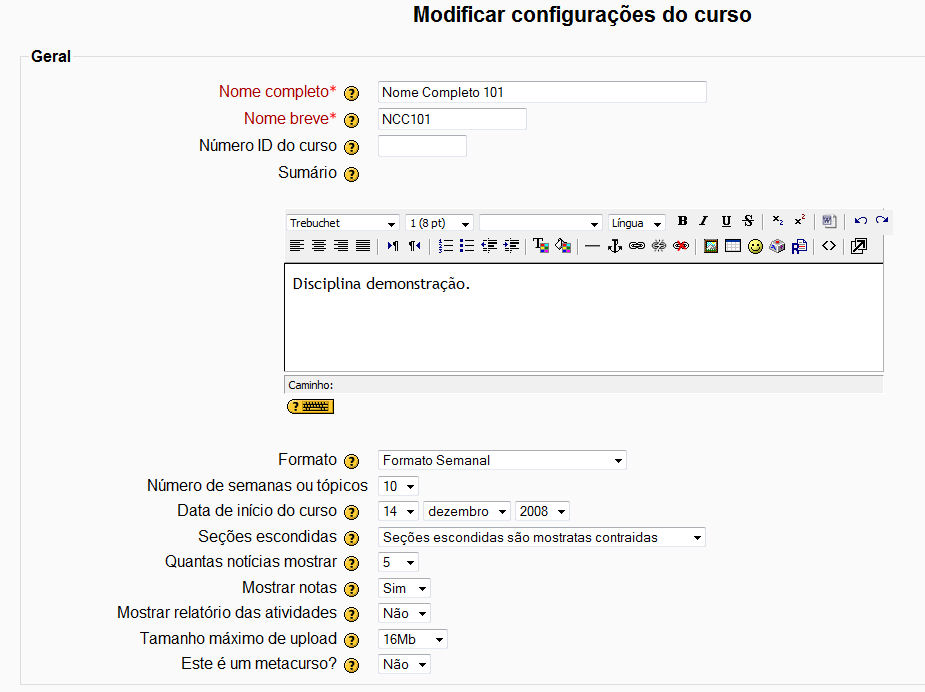 Modificar configurações do curso
Geral
Nome completo* Nome Completo 101
Nome breve* NCC101
Número ID do curso
Sumário
Trebuchet 1 (8 pt) Língua B I U S x₂ x²
Disciplina demonstração.
Caminho:
Formato Formato Semanal
Número de semanas ou tópicos 10
Data de início do curso 14 dezembro 2008
Seções escondidas Seções escondidas são mostratas contraidas
Quantas notícias mostrar 5
Mostrar notas Sim
Mostrar relatório das atividades Não
Tamanho máximo de upload 16Mb
Este é um metacurso? Não